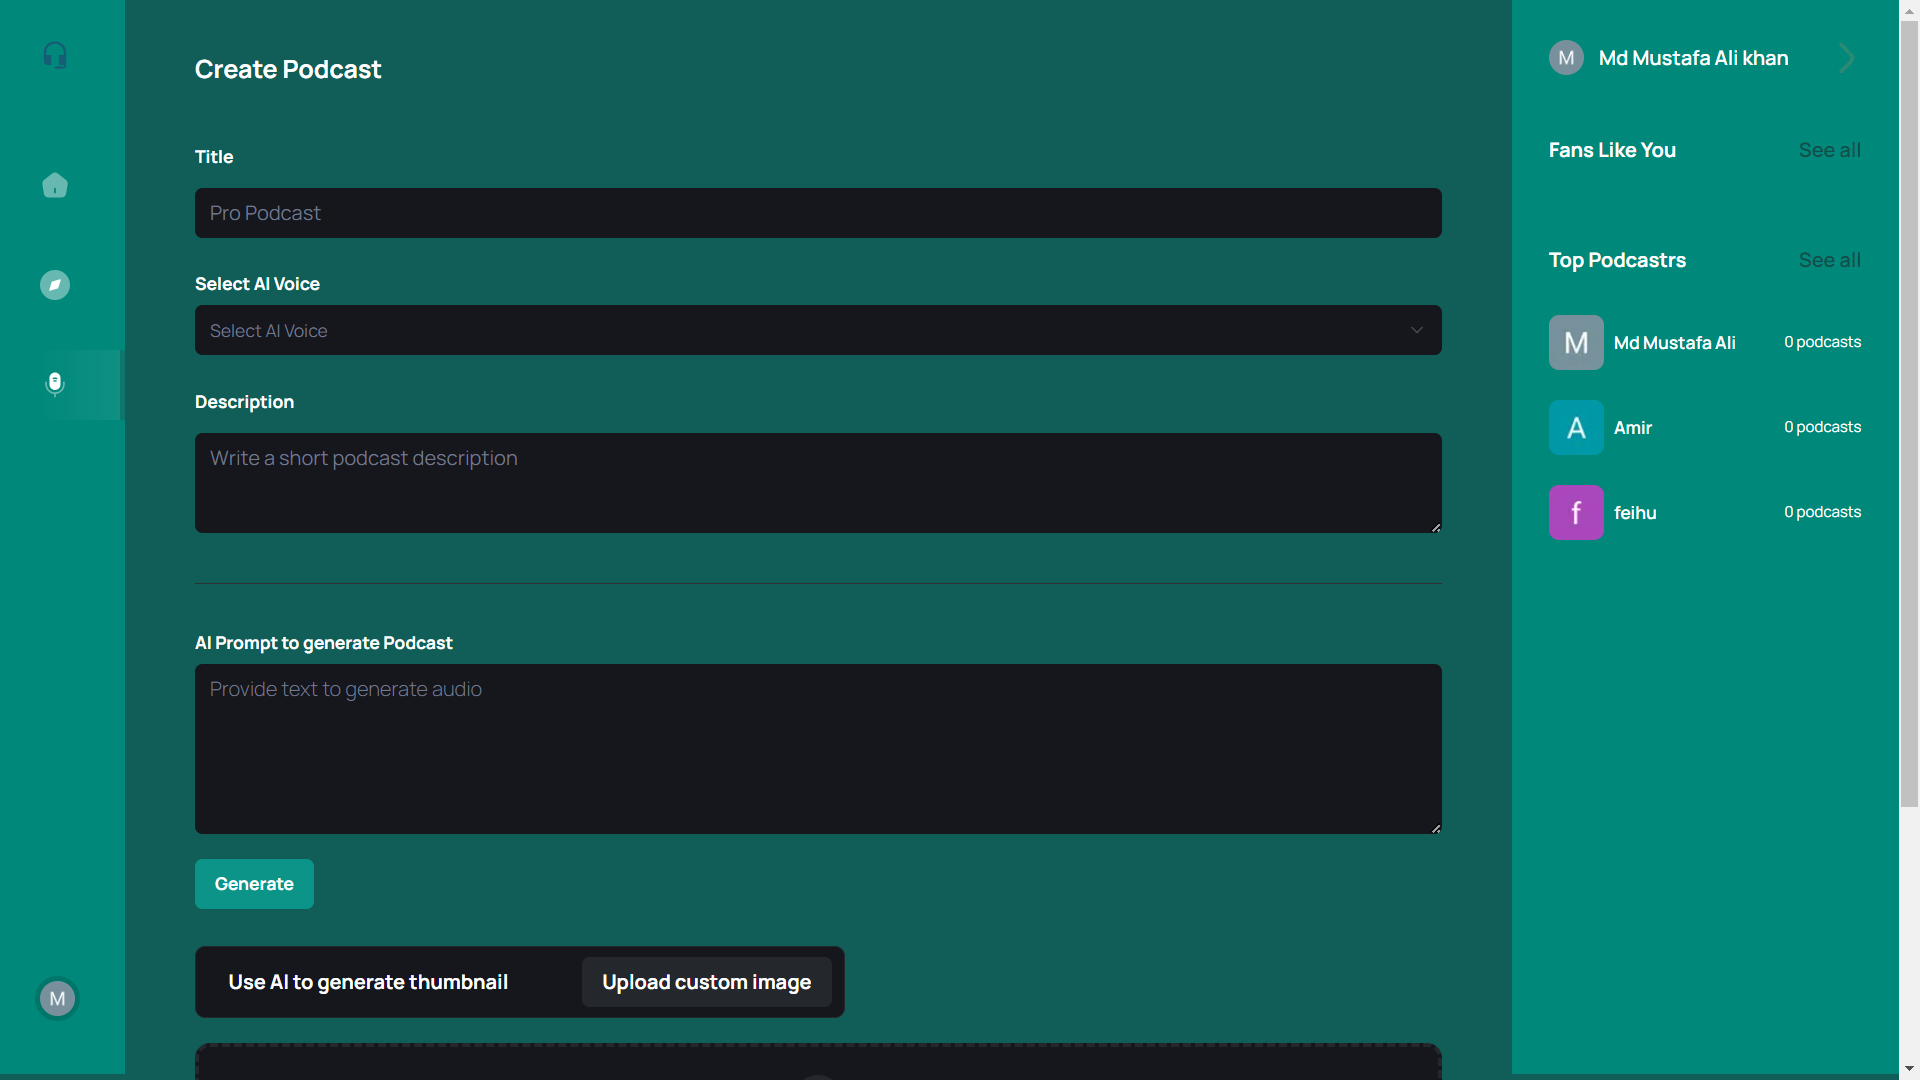 Create Podcast
Title
Pro Podcast
Select AI Voice
Select AI Voice
Description
Write a short podcast description
AI Prompt to generate Podcast
Provide text to generate audio
Generate
Use AI to generate thumbnail
Upload custom image
M
M
Md Mustafa Ali khan
Fans Like You
See all
Top Podcastrs
See all
M
Md Mustafa Ali
0 podcasts
A
Amir
0 podcasts
f
feihu
0 podcasts